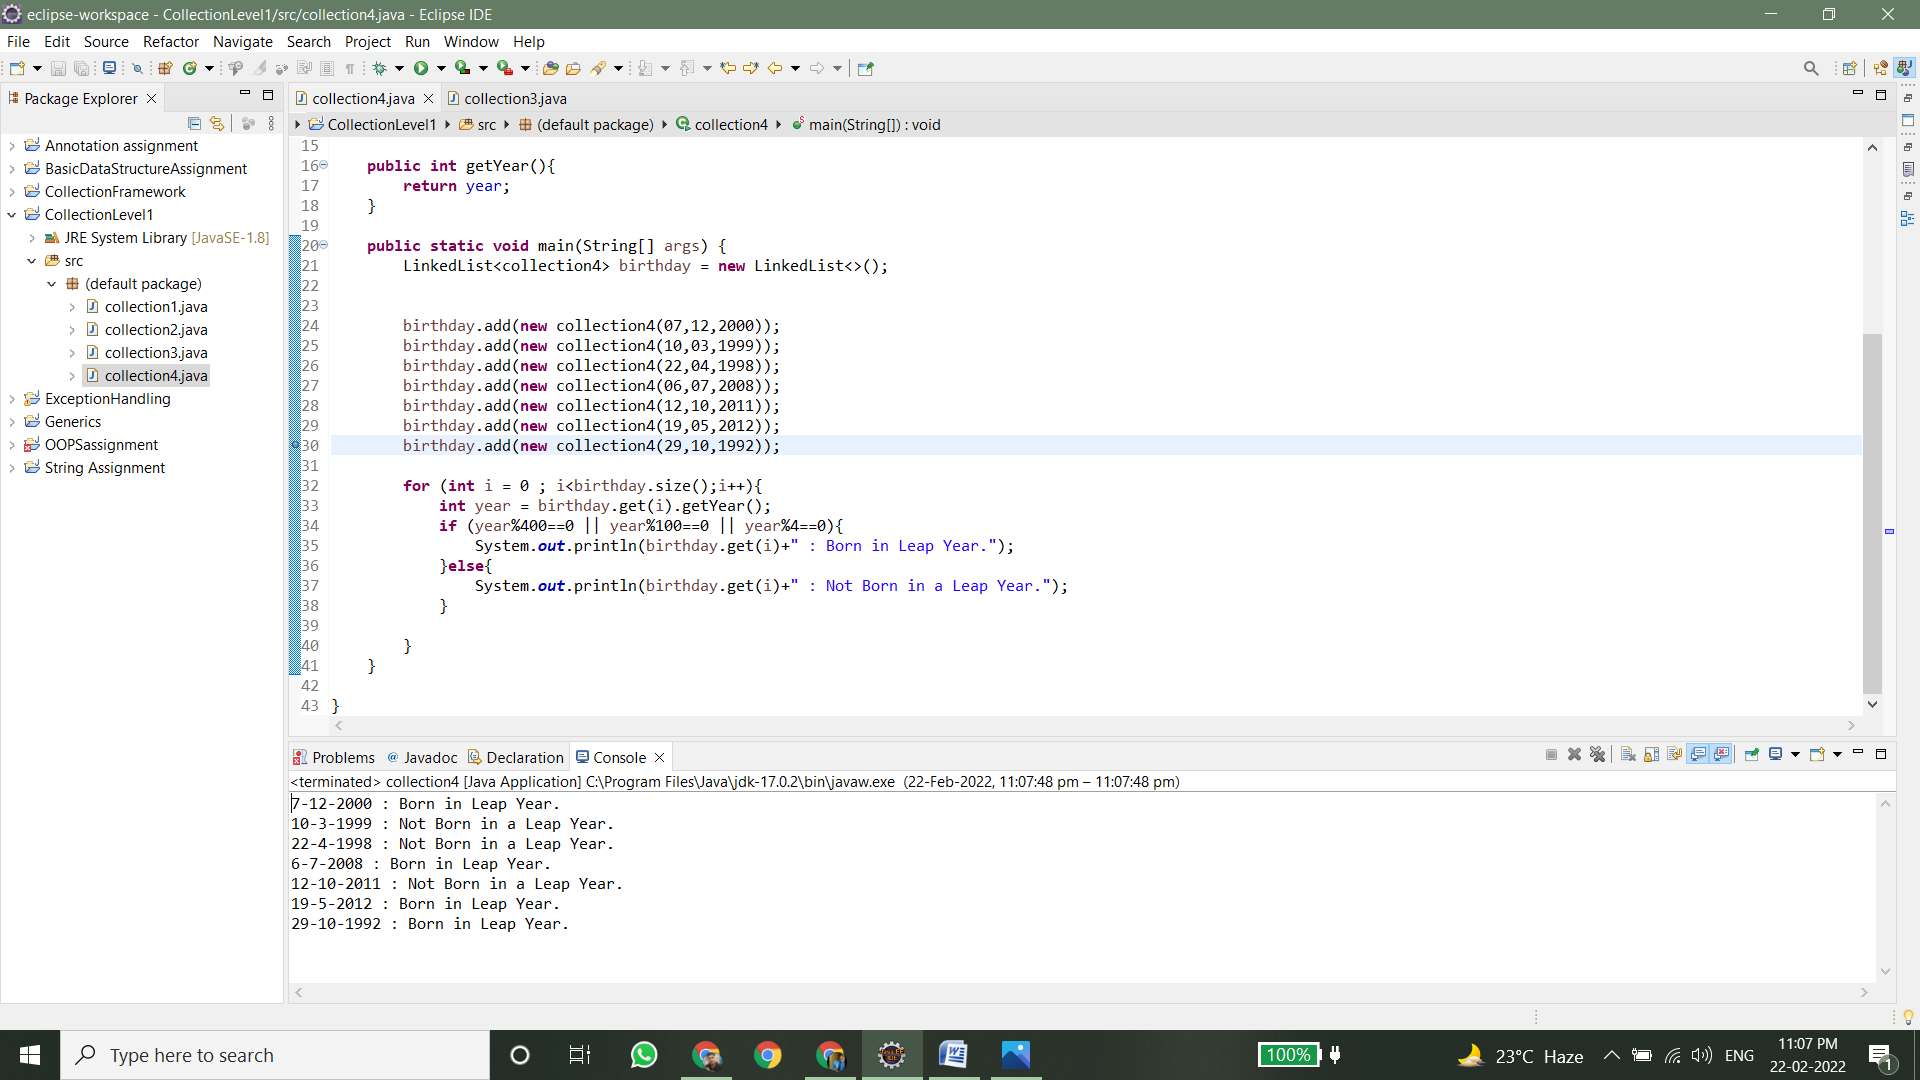 eclipse-workspace - CollectionLevel1/src/collection4.java - Eclipse IDE
File Edit Source Refactor Navigate Search Project Run Window Help
Package Explorer
Annotation assignment
BasicDataStructureAssignment
CollectionFramework
CollectionLevel1
JRE System Library [JavaSE-1.8]
src
(default package)
collection1.java
collection2.java
collection3.java
collection4.java
ExceptionHandling
Generics
OOPSassignment
String Assignment
collection4.java collection3.java
CollectionLevel1 src (default package) collection4 main(String[]) : void
15
16 public int getYear(){
17 return year;
18 }
19
20 public static void main(String[] args) {
21 LinkedList<collection4> birthday = new LinkedList<>();
22
23
24 birthday.add(new collection4(07,12,2000));
25 birthday.add(new collection4(10,03,1999));
26 birthday.add(new collection4(22,04,1998));
27 birthday.add(new collection4(06,07,2008));
28 birthday.add(new collection4(12,10,2011));
29 birthday.add(new collection4(19,05,2012));
30 birthday.add(new collection4(29,10,1992));
31
32 for (int i = 0 ; i<birthday.size();i++){
33 int year = birthday.get(i).getYear();
34 if (year%400==0 || year%100==0 || year%4==0){
35 System.out.println(birthday.get(i)+" : Born in Leap Year.");
36 }else{
37 System.out.println(birthday.get(i)+" : Not Born in a Leap Year.");
38 }
39
40 }
41 }
42
43 }
Problems @ Javadoc Declaration Console
<terminated> collection4 [Java Application] C:\Program Files\Java\jdk-17.0.2\bin\javaw.exe (22-Feb-2022, 11:07:48 pm – 11:07:48 pm)
7-12-2000 : Born in Leap Year.
10-3-1999 : Not Born in a Leap Year.
22-4-1998 : Not Born in a Leap Year.
6-7-2008 : Born in Leap Year.
12-10-2011 : Not Born in a Leap Year.
19-5-2012 : Born in Leap Year.
29-10-1992 : Born in Leap Year.
Type here to search
100%
23°C Haze
ENG
11:07 PM
22-02-2022
1